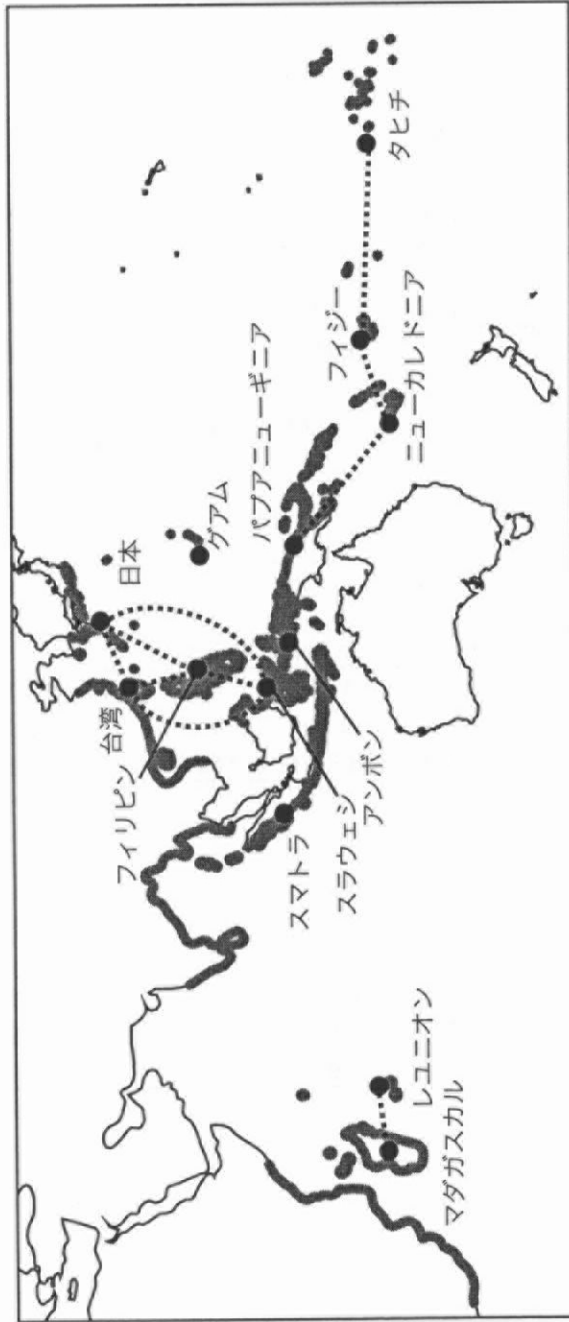 日本
台湾
フィリピン
グアム
パプアニューギニア
フィジー
タヒチ
ニューカレドニア
アンボン
スラウェシ
スマトラ
レユニオン
マダガスカル